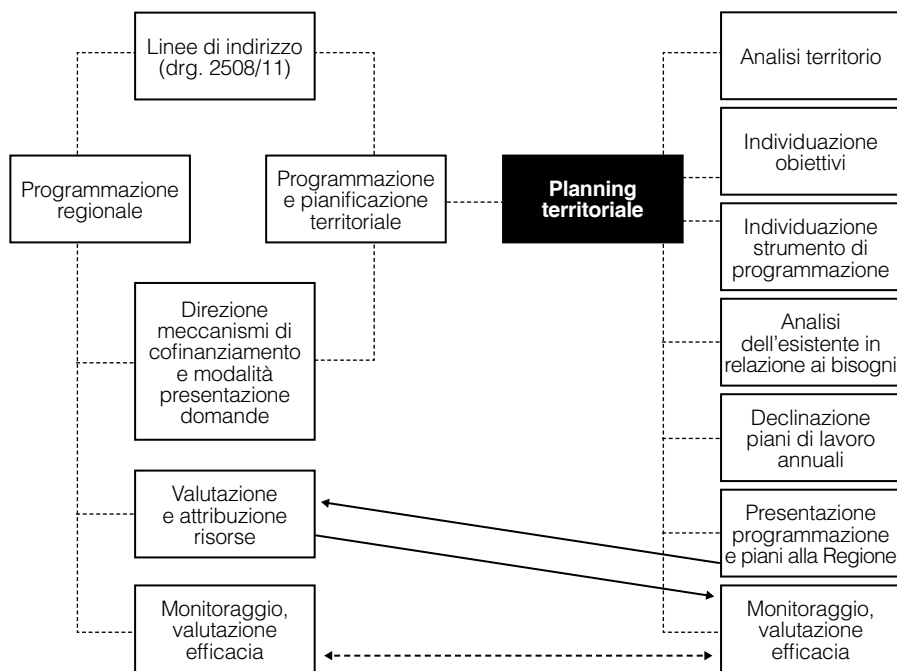 Linee di indirizzo
(drg. 2508/11)
Programmazione
regionale
Programmazione
e pianificazione
territoriale
Direzione
meccanismi di
cofinanziamento
e modalità
presentazione
domande
Valutazione
e attribuzione
risorse
Monitoraggio,
valutazione
efficacia
Planning
territoriale
Analisi territorio
Individuazione
obiettivi
Individuazione
strumento di
programmazione
Analisi
dell'esistente in
relazione ai bisogni
Declinazione
piani di lavoro
annuali
Presentazione
programmazione
e piani alla Regione
Monitoraggio,
valutazione
efficacia